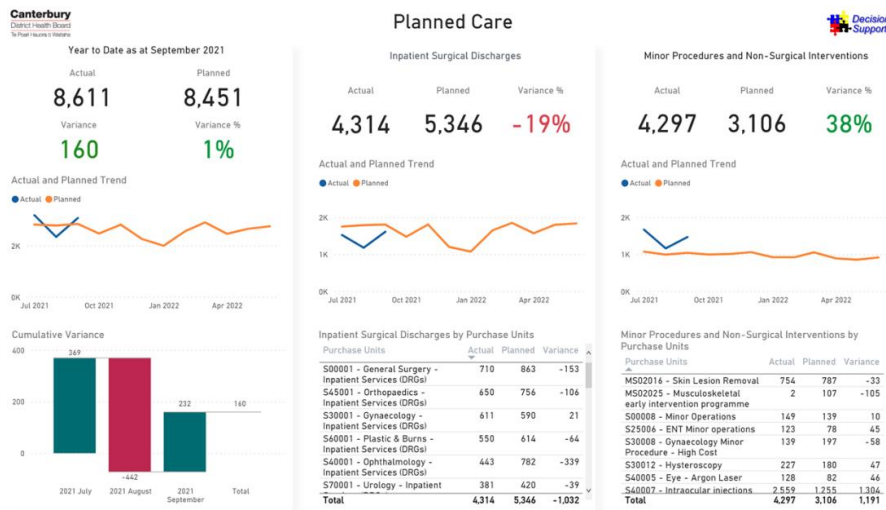 Canterbury
District Health Board
Te Poari Hauora ō Waitaha
Planned Care
Decision
Support
Year to Date as at September 2021
Actual
Planned
8,611
8,451
Variance
Variance %
160
1%
Actual and Planned Trend
Actual Planned
2K
0K
Jul 2021 Oct 2021 Jan 2022 Apr 2022
Cumulative Variance
400
200
0
369
-442
232
160
2021 July 2021 August 2021 September Total
Inpatient Surgical Discharges
Actual Planned Variance %
4,314 5,346 -19%
Actual and Planned Trend
Actual Planned
2K
1K
0K
Jul 2021 Oct 2021 Jan 2022 Apr 2022
Inpatient Surgical Discharges by Purchase Units
Purchase Units Actual Planned Variance
S00001 - General Surgery - 710 863 -153
Inpatient Services (DRGs)
S45001 - Orthopaedics - 650 756 -106
Inpatient Services (DRGs)
S30001 - Gynaecology - 611 590 21
Inpatient Services (DRGs)
S60001 - Plastic & Burns - 550 614 -64
Inpatient Services (DRGs)
S40001 - Ophthalmology - 443 782 -339
Inpatient Services (DRGs)
S70001 - Urology - Inpatient 381 420 -39
Total 4,314 5,346 -1,032
Minor Procedures and Non-Surgical Interventions
Actual Planned Variance %
4,297 3,106 38%
Actual and Planned Trend
Actual Planned
2K
1K
0K
Jul 2021 Oct 2021 Jan 2022 Apr 2022
Minor Procedures and Non-Surgical Interventions by
Purchase Units
Purchase Units Actual Planned Variance
MS02016 - Skin Lesion Removal 754 787 -33
MS02025 - Musculoskeletal 2 107 -105
early intervention programme
S00008 - Minor Operations 149 139 10
S25006 - ENT Minor operations 123 78 45
S30008 - Gynaecology Minor 139 197 -58
Procedure - High Cost
S30012 - Hysteroscopy 227 180 47
S40005 - Eye - Argon Laser 128 82 46
S40007 - Intraocular injections 2,559 1,255 1,304
Total 4,297 3,106 1,191